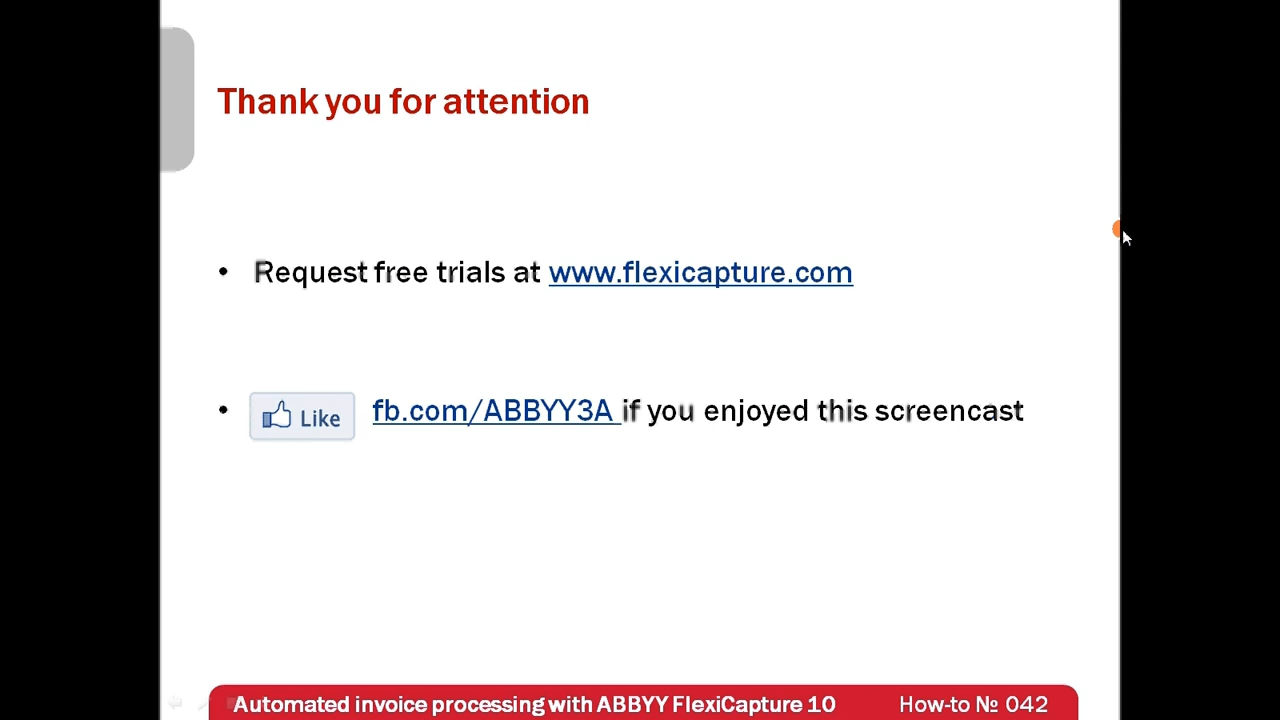 Thank you for attention
• Request free trials at www.flexicapture.com
• Like fb.com/ABBYY3A if you enjoyed this screencast
Automated invoice processing with ABBYY FlexiCapture 10 How-to № 042